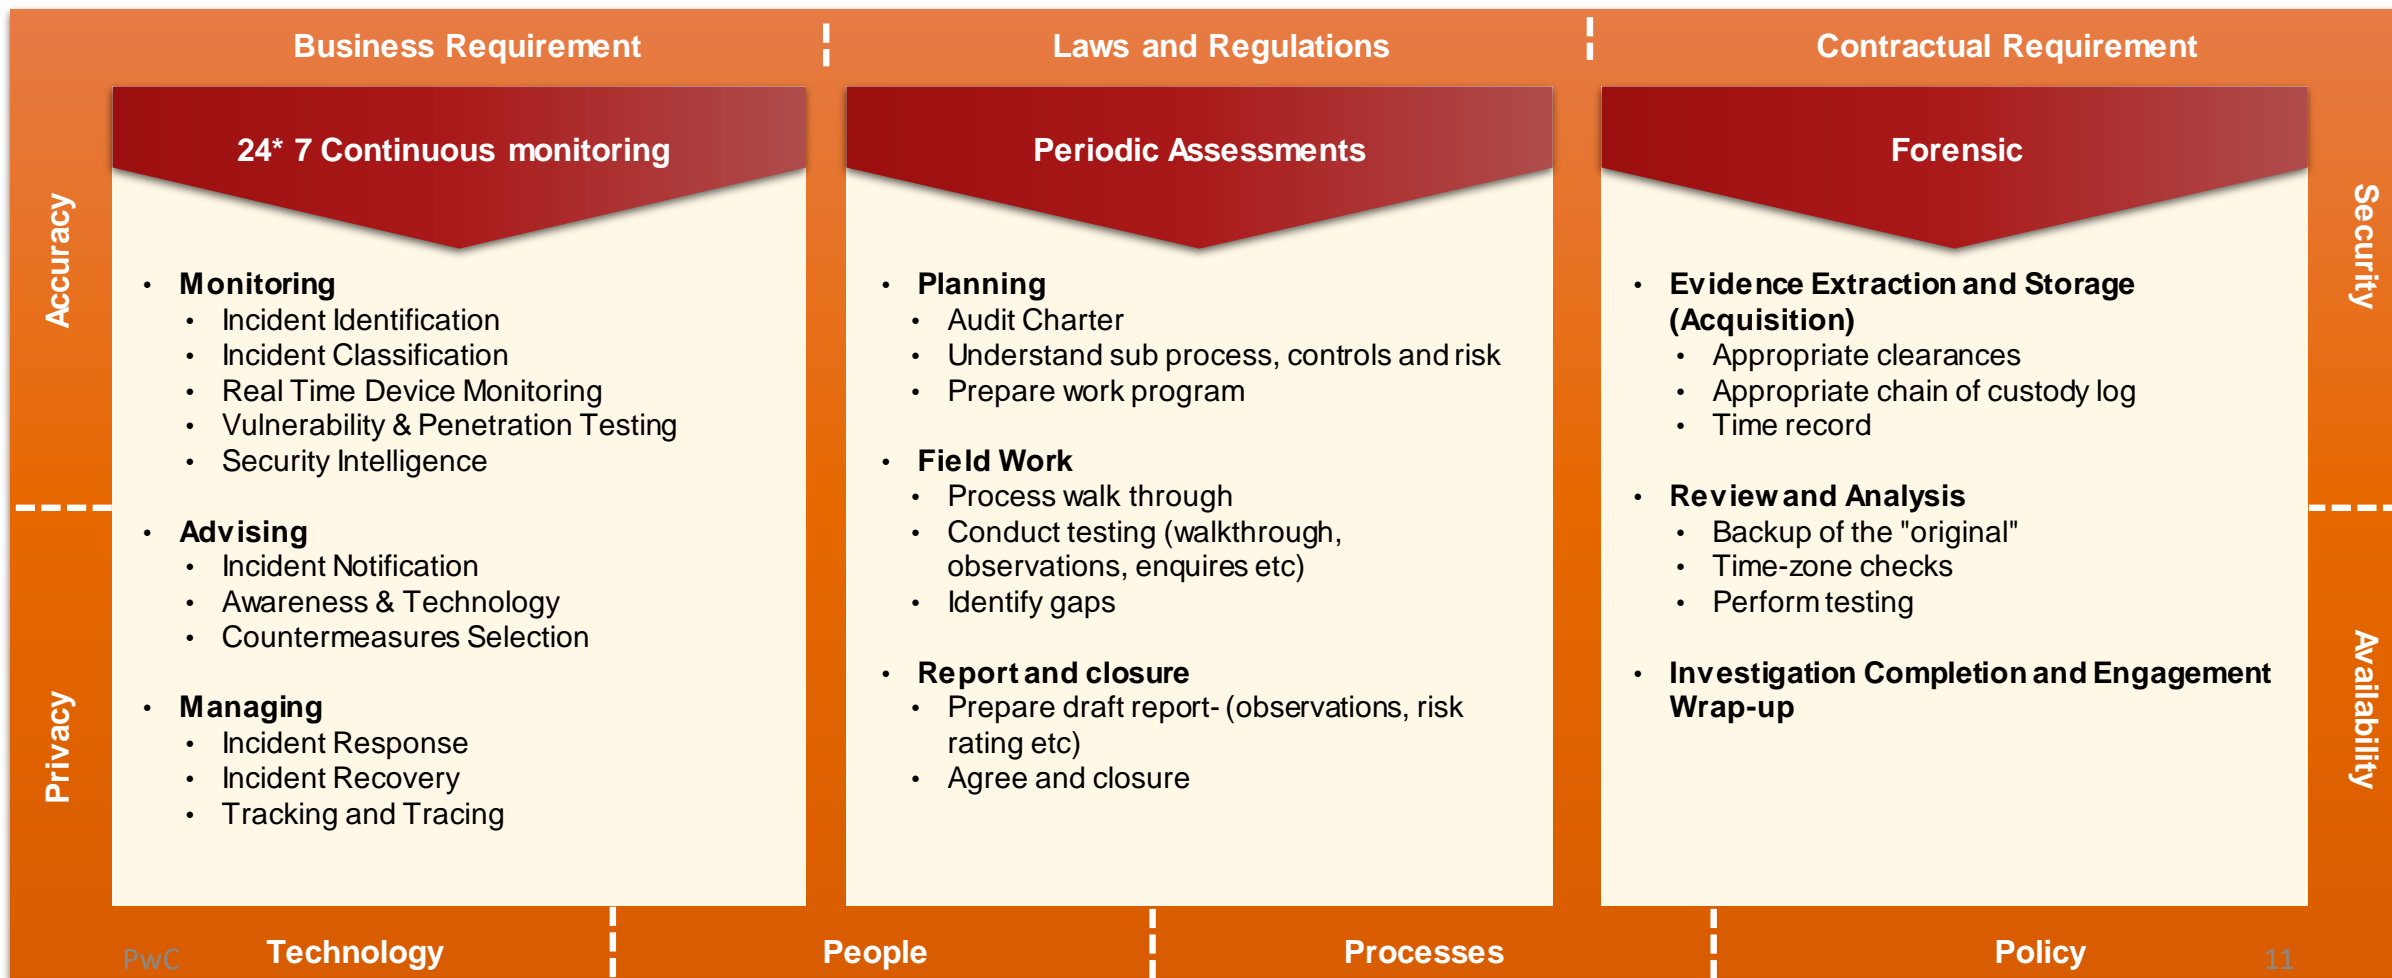 Business Requirement
Laws and Regulations
Contractual Requirement
Accuracy
Privacy
24* 7 Continuous monitoring
• Monitoring
• Incident Identification
• Incident Classification
• Real Time Device Monitoring
• Vulnerability & Penetration Testing
• Security Intelligence
• Advising
• Incident Notification
• Awareness & Technology
• Countermeasures Selection
• Managing
• Incident Response
• Incident Recovery
• Tracking and Tracing
Periodic Assessments
• Planning
• Audit Charter
• Understand sub process, controls and risk
• Prepare work program
• Field Work
• Process walk through
• Conduct testing (walkthrough,
observations, enquires etc)
• Identify gaps
• Report and closure
• Prepare draft report- (observations, risk
rating etc)
• Agree and closure
Forensic
• Evidence Extraction and Storage
(Acquisition)
• Appropriate clearances
• Appropriate chain of custody log
• Time record
• Review and Analysis
• Backup of the "original"
• Time-zone checks
• Perform testing
• Investigation Completion and Engagement
Wrap-up
Security
Availability
PwC
Technology
People
Processes
Policy
11